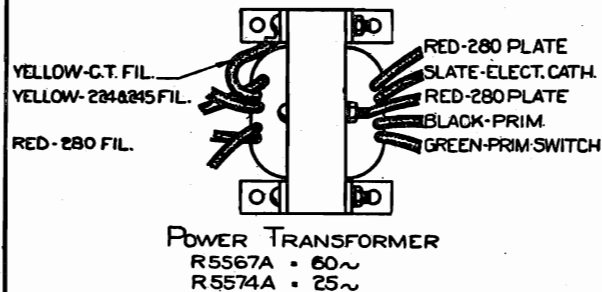 YELLOW-C.T. FIL.
YELLOW-224&245 FIL.
RED-280 FIL.
RED-280 PLATE
SLATE-ELECT. CATH.
RED-280 PLATE
BLACK-PRIM.
GREEN-PRIM. SWITCH
POWER TRANSFORMER
R5567A = 60~
R5574A = 25~